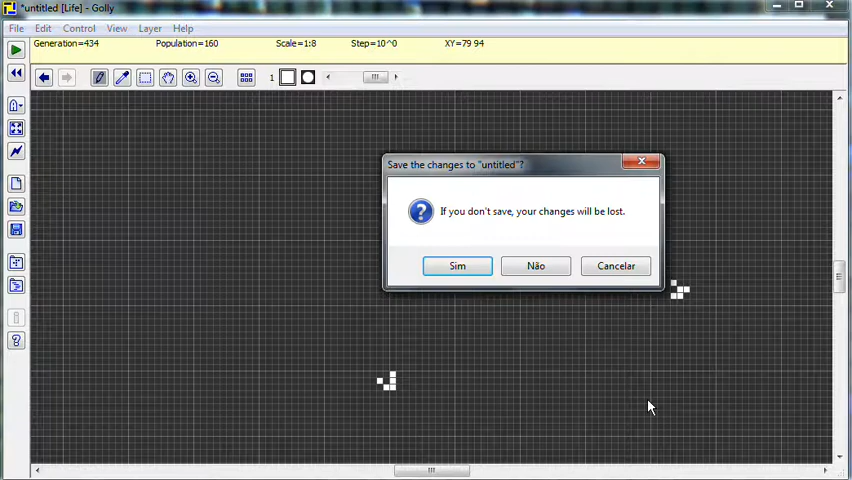 *untitled [Life] - Golly
File Edit Control View Layer Help
Generation=434 Population=160 Scale=1:8 Step=10^0 XY=79 94
1
Save the changes to "untitled"?
If you don't save, your changes will be lost.
Sim Não Cancelar